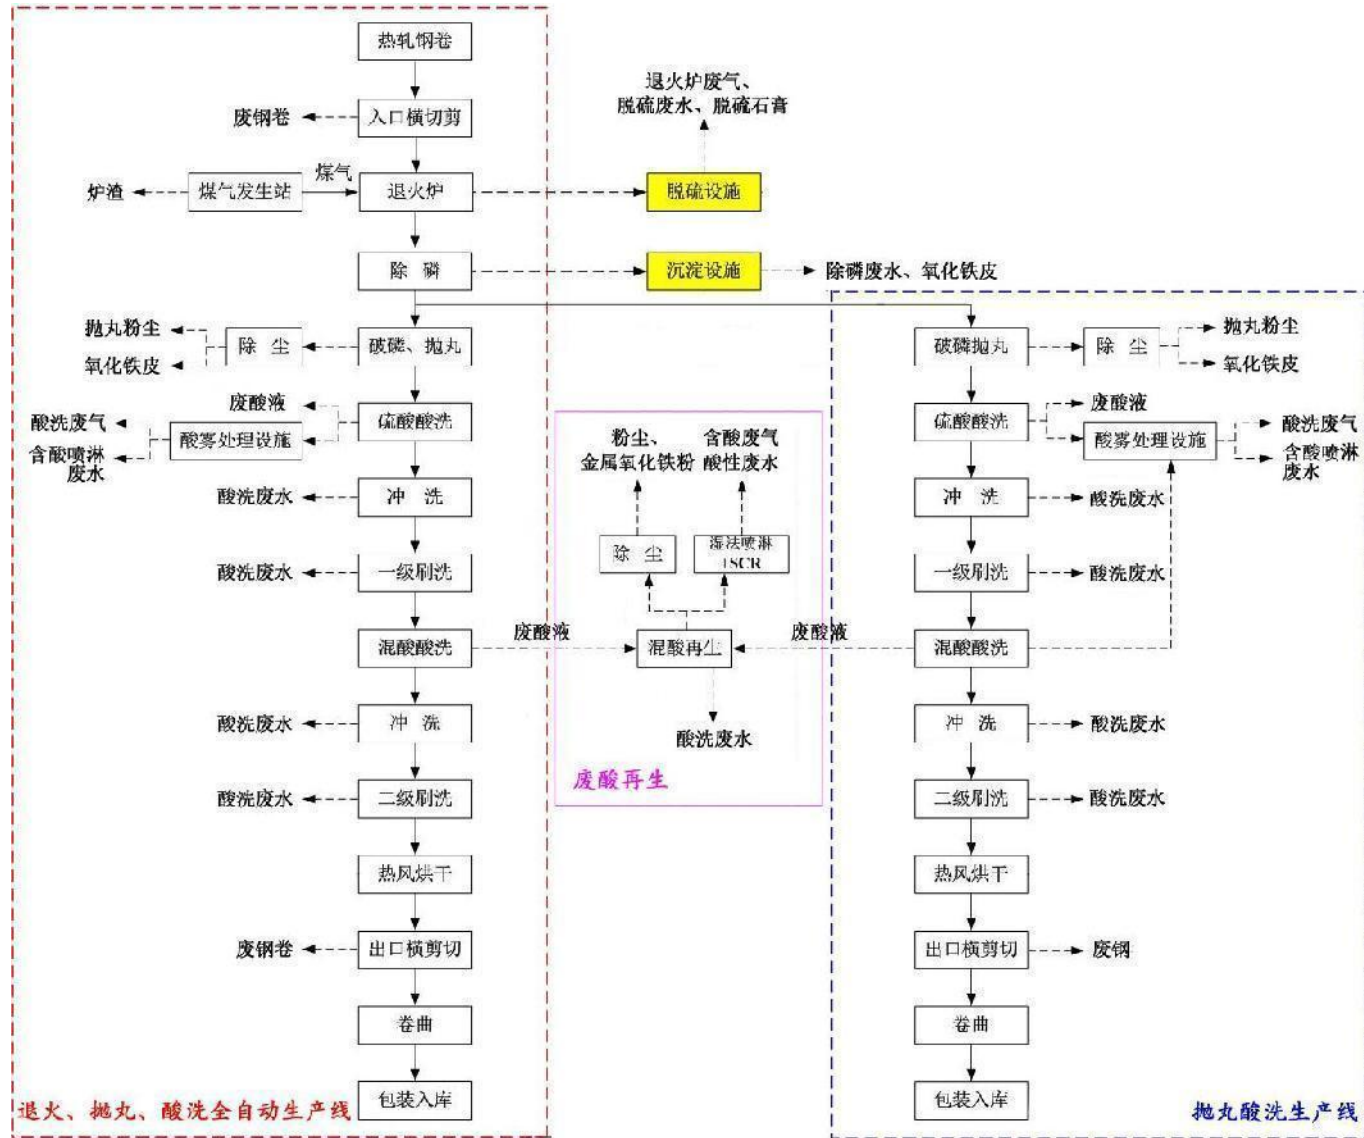 热轧钢卷
退火炉废气、
脱硫废水、脱硫石膏
废钢卷
入口横切剪
煤气
炉渣
煤气发生站
退火炉
脱硫设施
除 磷
沉淀设施
除磷废水、氧化铁皮
抛丸粉尘
氧化铁皮
除 尘
破磷、抛丸
破磷抛丸
除 尘
抛丸粉尘
氧化铁皮
废酸液
酸洗废气
含酸喷淋
废水
酸雾处理设施
硫酸酸洗
粉尘、
金属氧化铁粉
含酸废气
酸性废水
硫酸酸洗
废酸液
酸雾处理设施
酸洗废气
含酸喷淋
废水
酸洗废水
冲 洗
冲 洗
酸洗废水
除 尘
湿法喷淋
+SCR
酸洗废水
一级刷洗
一级刷洗
酸洗废水
混酸酸洗
废酸液
混酸再生
废酸液
混酸酸洗
酸洗废水
冲 洗
酸洗废水
冲 洗
酸洗废水
废酸再生
酸洗废水
二级刷洗
二级刷洗
酸洗废水
热风烘干
热风烘干
废钢卷
出口横剪切
出口横剪切
废钢
卷曲
卷曲
包装入库
包装入库
退火、抛丸、酸洗全自动生产线
抛丸酸洗生产线